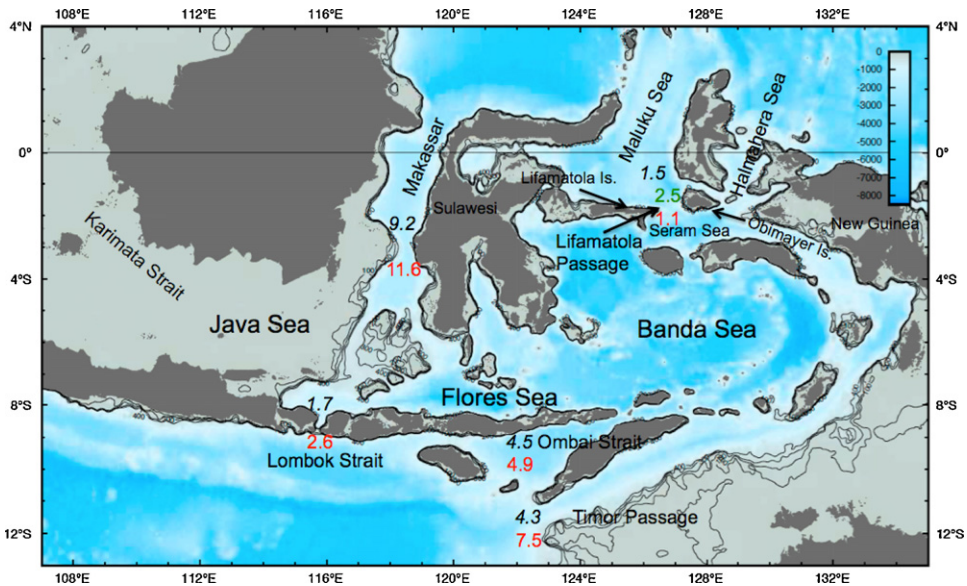 108°E 112°E 116°E 120°E 124°E 128°E 132°E
4°N 4°N
0
-1000
-2000
-3000
-4000
-5000
-6000
-7000
-8000
Maluku Sea
Halmahera Sea
Makassar
0° 0°
1.5
Lifamatola Is.
2.5
Sulawesi
1.1
New Guinea
9.2
Seram Sea
Obimayer Is.
Lifamatola
Passage
Karimata Strait
100
11.6
4°S 4°S
Java Sea
Banda Sea
Flores Sea
1.7
8°S 8°S
2.6
4.5 Ombai Strait
Lombok Strait
4.9
4.3 Timor Passage
7.5
12°S 12°S
108°E 112°E 116°E 120°E 124°E 128°E 132°E